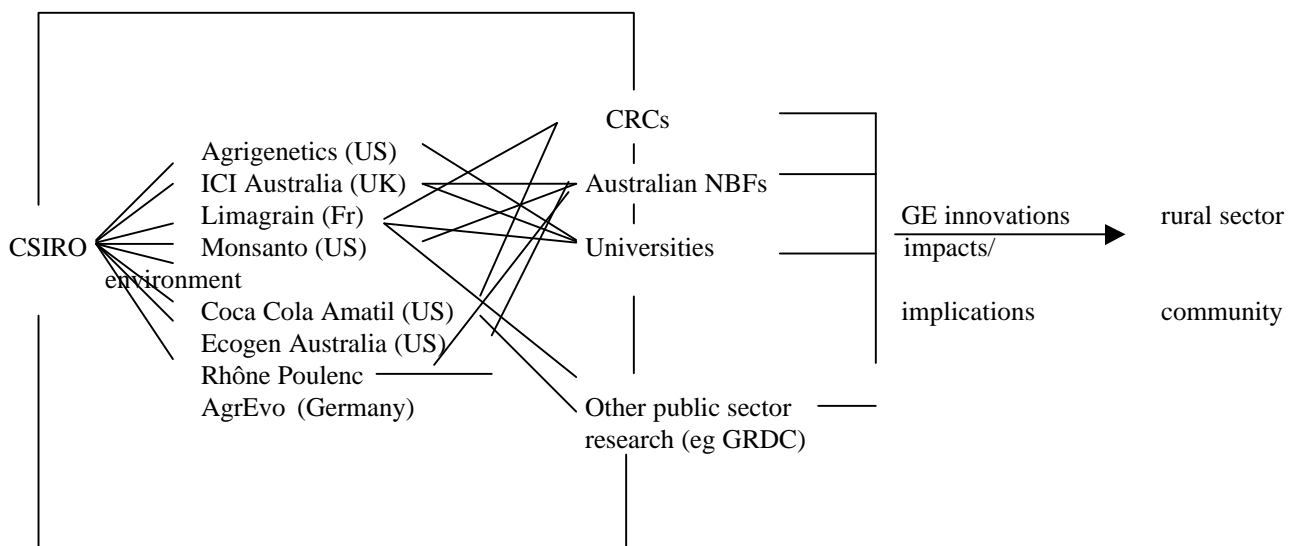 CRCs
Agrigenetics (US)
ICI Australia (UK)
Australian NBFs
Limagrain (Fr)
GE innovations
rural sector
CSIRO
Monsanto (US)
Universities
impacts/
environment
Coca Cola Amatil (US)
implications
community
Ecogen Australia (US)
Rhône Poulenc
AgrEvo (Germany)
Other public sector
research (eg GRDC)